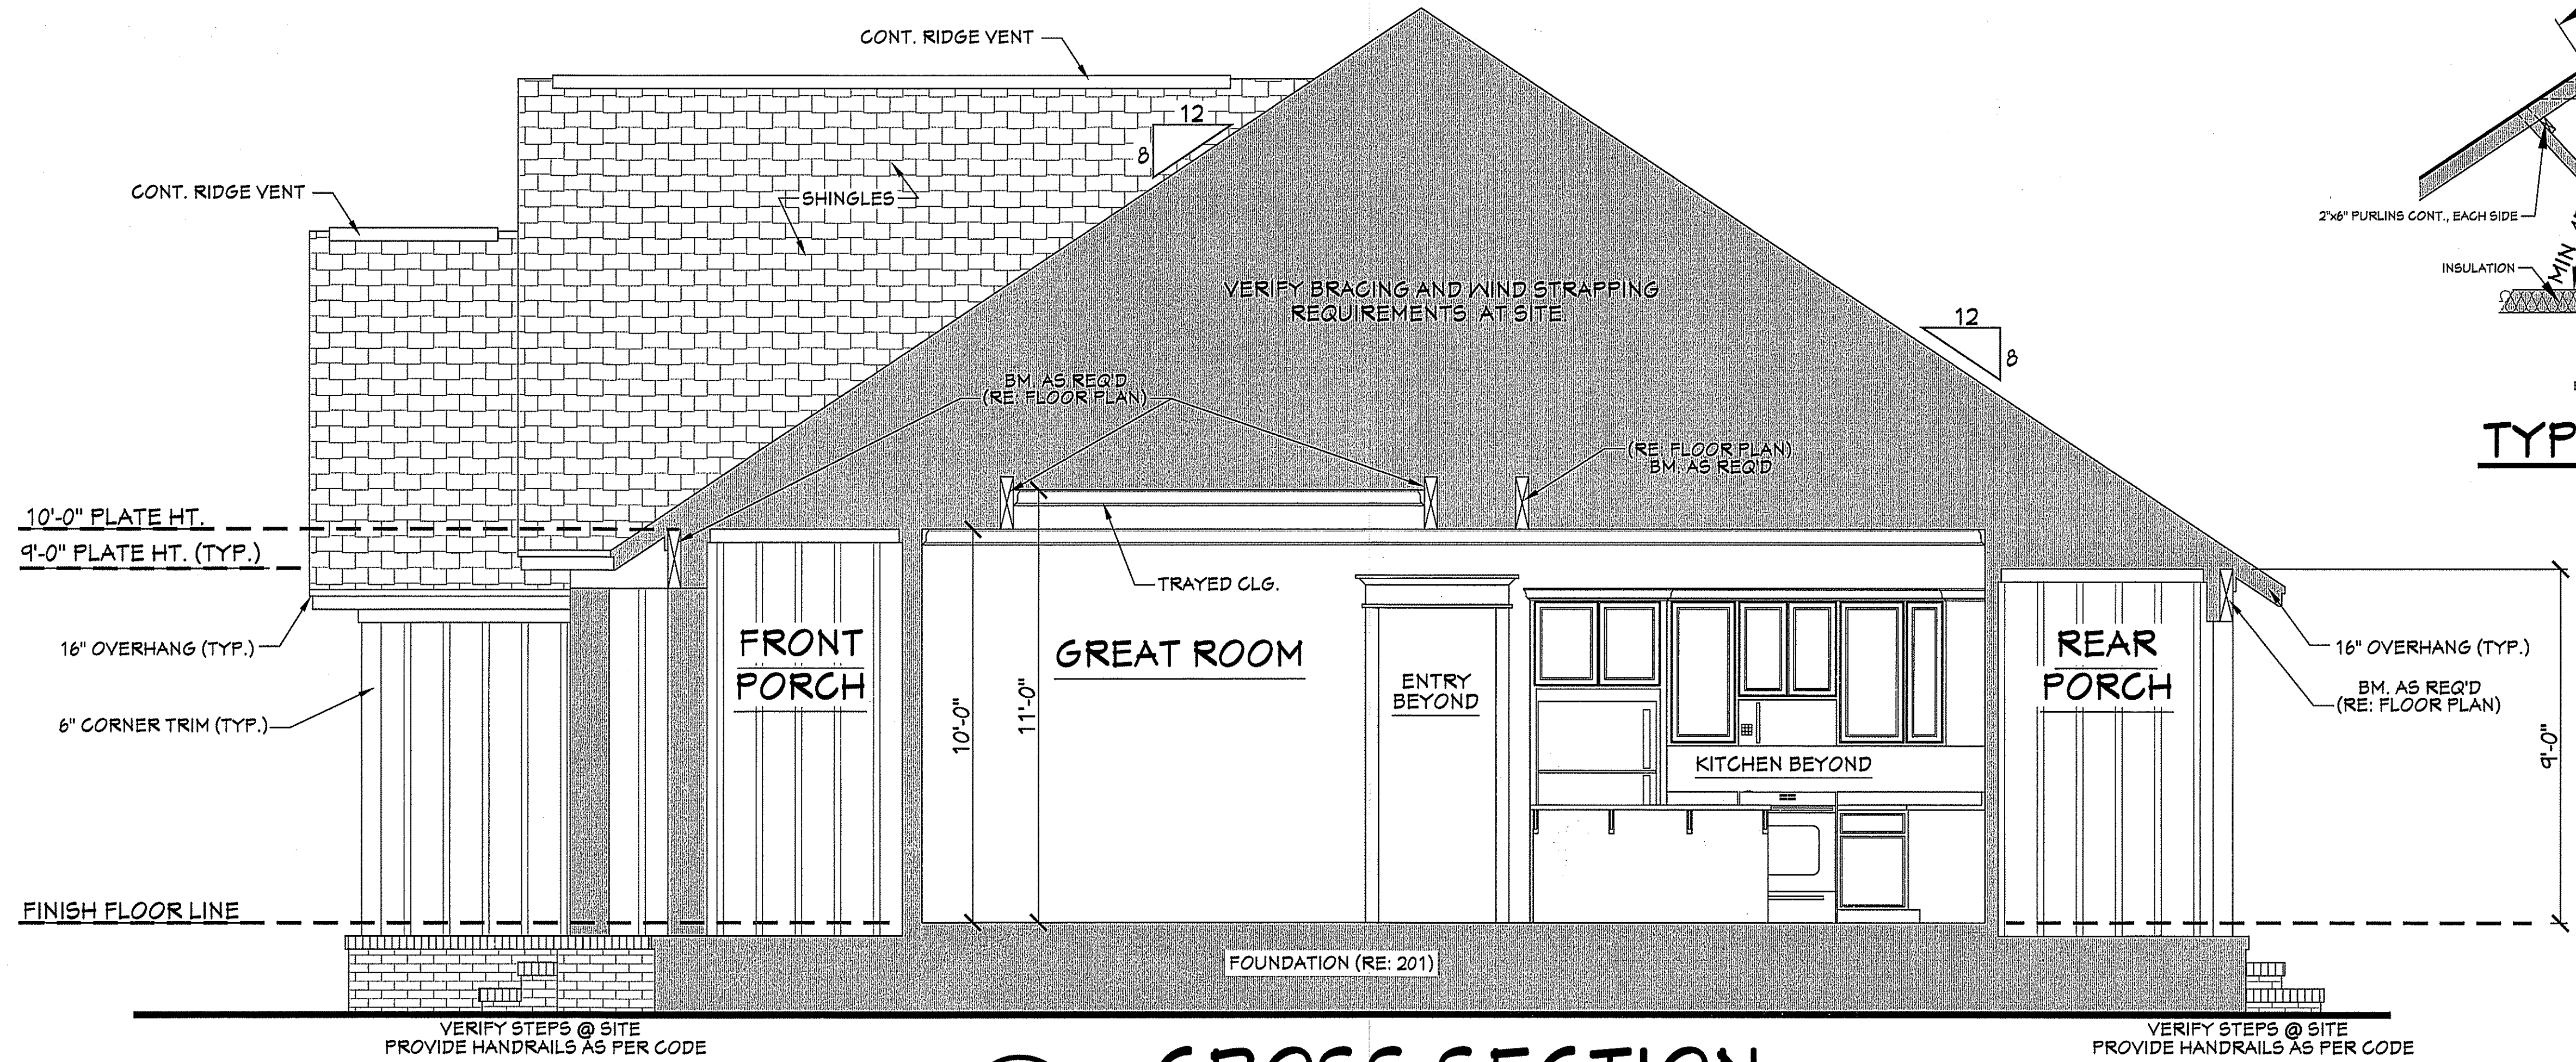 CONT. RIDGE VENT
12
8
CONT. RIDGE VENT
SHINGLES
2"x6" PURLINS CONT., EACH SIDE
MIN
INSULATION
VERIFY BRACING AND WIND STRAPPING
REQUIREMENTS AT SITE.
12
8
BM. AS REQ'D
(RE: FLOOR PLAN)
(RE: FLOOR PLAN)
BM. AS REQ'D
TYP
10'-0" PLATE HT.
9'-0" PLATE HT. (TYP.)
TRAYED CLG.
16" OVERHANG (TYP.)
FRONT
PORCH
GREAT ROOM
ENTRY
BEYOND
REAR
PORCH
16" OVERHANG (TYP.)
BM. AS REQ'D
(RE: FLOOR PLAN)
6" CORNER TRIM (TYP.)
10'-0"
11'-0"
KITCHEN BEYOND
9'-0"
FINISH FLOOR LINE
FOUNDATION (RE: 201)
VERIFY STEPS @ SITE
PROVIDE HANDRAILS AS PER CODE
VERIFY STEPS @ SITE
PROVIDE HANDRAILS AS PER CODE
CROSS SECTION